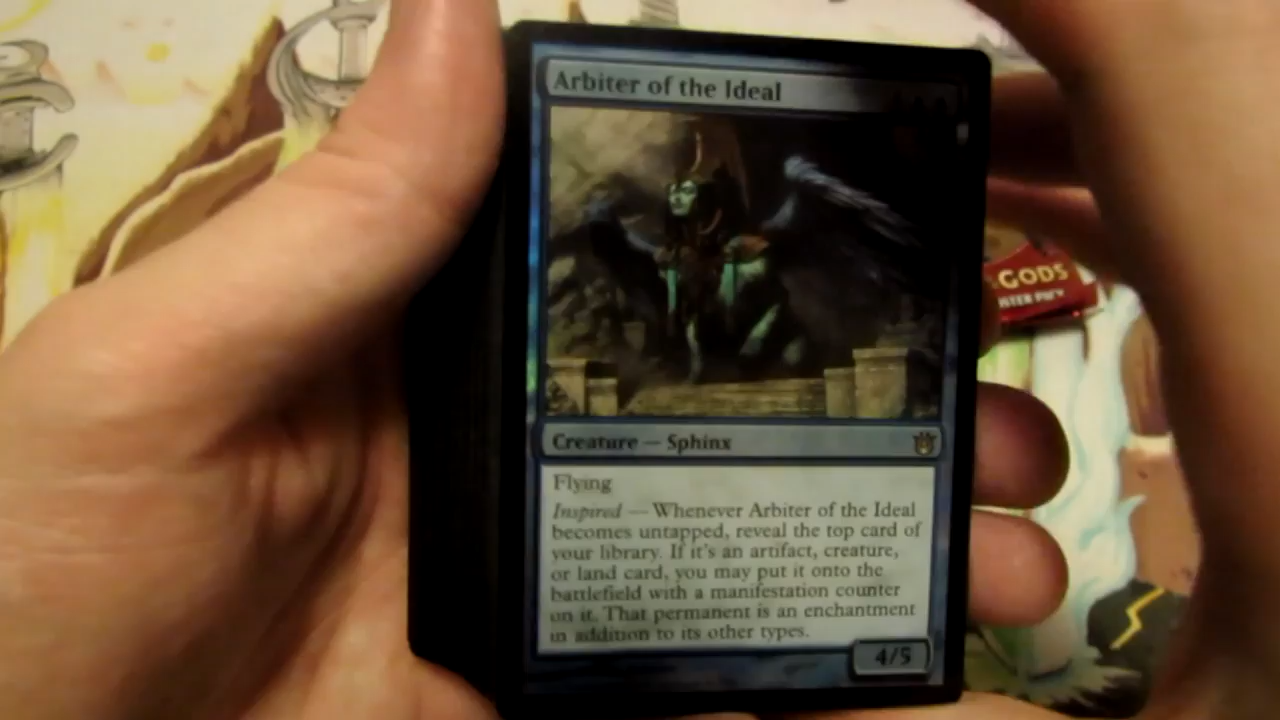 Arbiter of the Ideal
GODS
Creature — Sphinx
Flying
Inspired — Whenever Arbiter of the Ideal
becomes untapped, reveal the top card of
your library. If it's an artifact, creature,
or land card, you may put it onto the
battlefield with a manifestation counter
on it. That permanent is an enchantment
in addition to its other types.
4/5